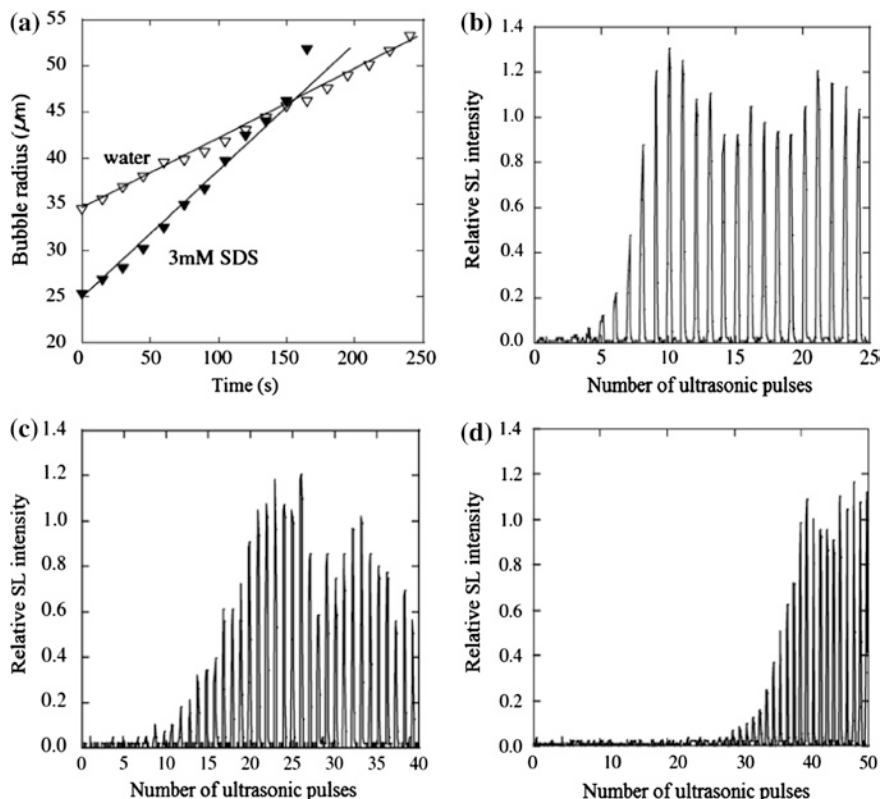 (a)
Bubble radius (μm)
55
50
45
40
35
30
25
20
water
3mM SDS
0 50 100 150 200 250
Time (s)
(b)
Relative SL intensity
1.4
1.2
1.0
0.8
0.6
0.4
0.2
0.0
0 5 10 15 20 25
Number of ultrasonic pulses
(c)
Relative SL intensity
1.4
1.2
1.0
0.8
0.6
0.4
0.2
0.0
0 5 10 15 20 25 30 35 40
Number of ultrasonic pulses
(d)
Relative SL intensity
1.4
1.2
1.0
0.8
0.6
0.4
0.2
0.0
0 10 20 30 40 50
Number of ultrasonic pulses